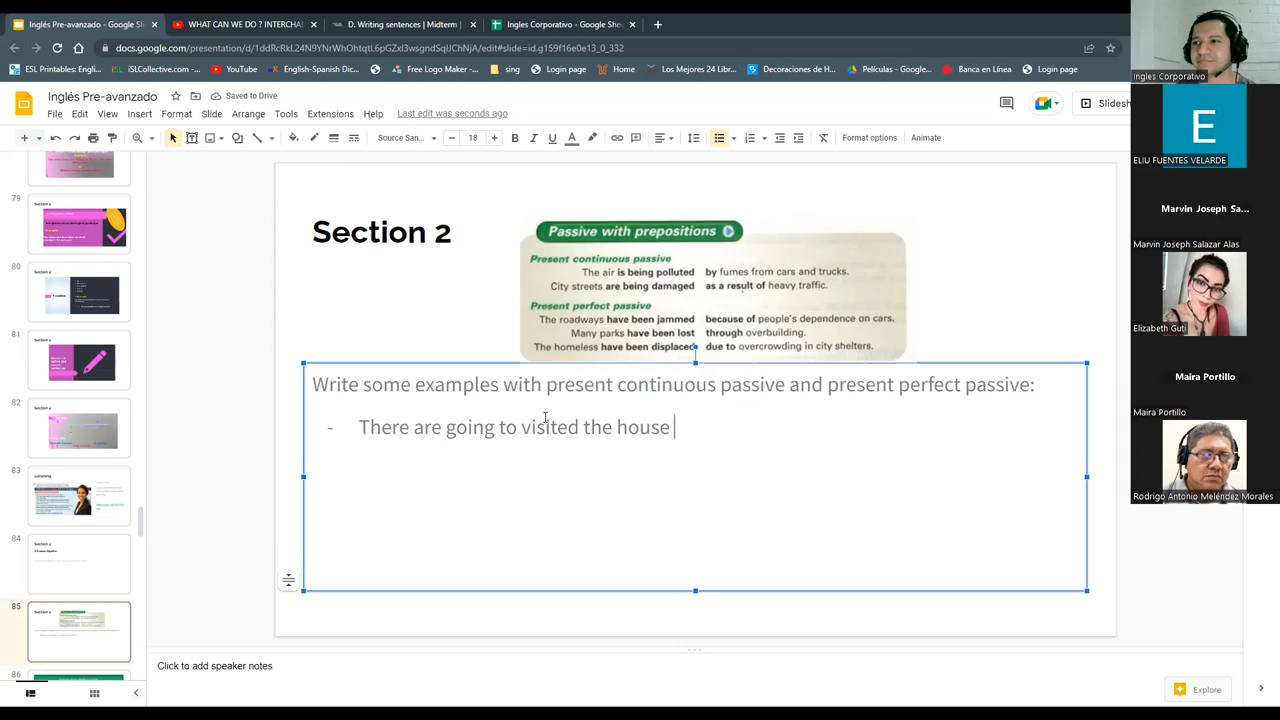 Inglés Pre-avanzado - Google Sli
WHAT CAN WE DO ? INTERCHAN
D. Writing sentences | Midterm |
Ingles Corporativo - Google Shee
docs.google.com/presentation/d/1ddRcRkL24N9YNrWhOhtqtL6pGZxl3wsgndSqlJChNjA/edit#slide=id.g159f16e0e13_0_332
ESL Printables: Engli...
iSLCollective.com -...
YouTube
English-Spanish Dic...
Free Logo Maker -...
sing
Login page
Home
Los Mejores 24 Libr...
Decoraciones de H...
Películas - Google...
Banca en Línea
Login page
Inglés Pre-avanzado
Saved to Drive
File Edit View Insert Format Slide Arrange Tools Extensions Help
Last edit was seconds ago
Slidesh
Source San...
18
Format options
Animate
79
80
81
82
83
84
85
86
Section 2
Passive with prepositions
Present continuous passive
The air is being polluted by fumes from cars and trucks.
City streets are being damaged as a result of heavy traffic.
Present perfect passive
The roadways have been jammed because of people's dependence on cars.
Many parks have been lost through overbuilding.
The homeless have been displaced due to overcrowding in city shelters.
Write some examples with present continuous passive and present perfect passive:
- There are going to visited the house
Click to add speaker notes
Explore
Ingles Corporativo
E
ELIU FUENTES VELARDE
Marvin Joseph Sa...
Marvin Joseph Salazar Alas
Elizabeth Guti
Maira Portillo
Maira Portillo
Rodrigo Antonio Meléndez Morales